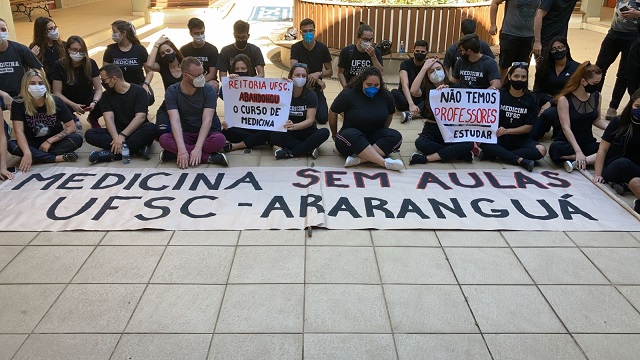 REITORIA UFSC,
ABANDONOU
O CURSO DE
MEDICINA
NÃO TEMOS
PROFESSORES
ESTUDAR
MEDICINA SEM AULAS
UFSC - ARARANGUÁ